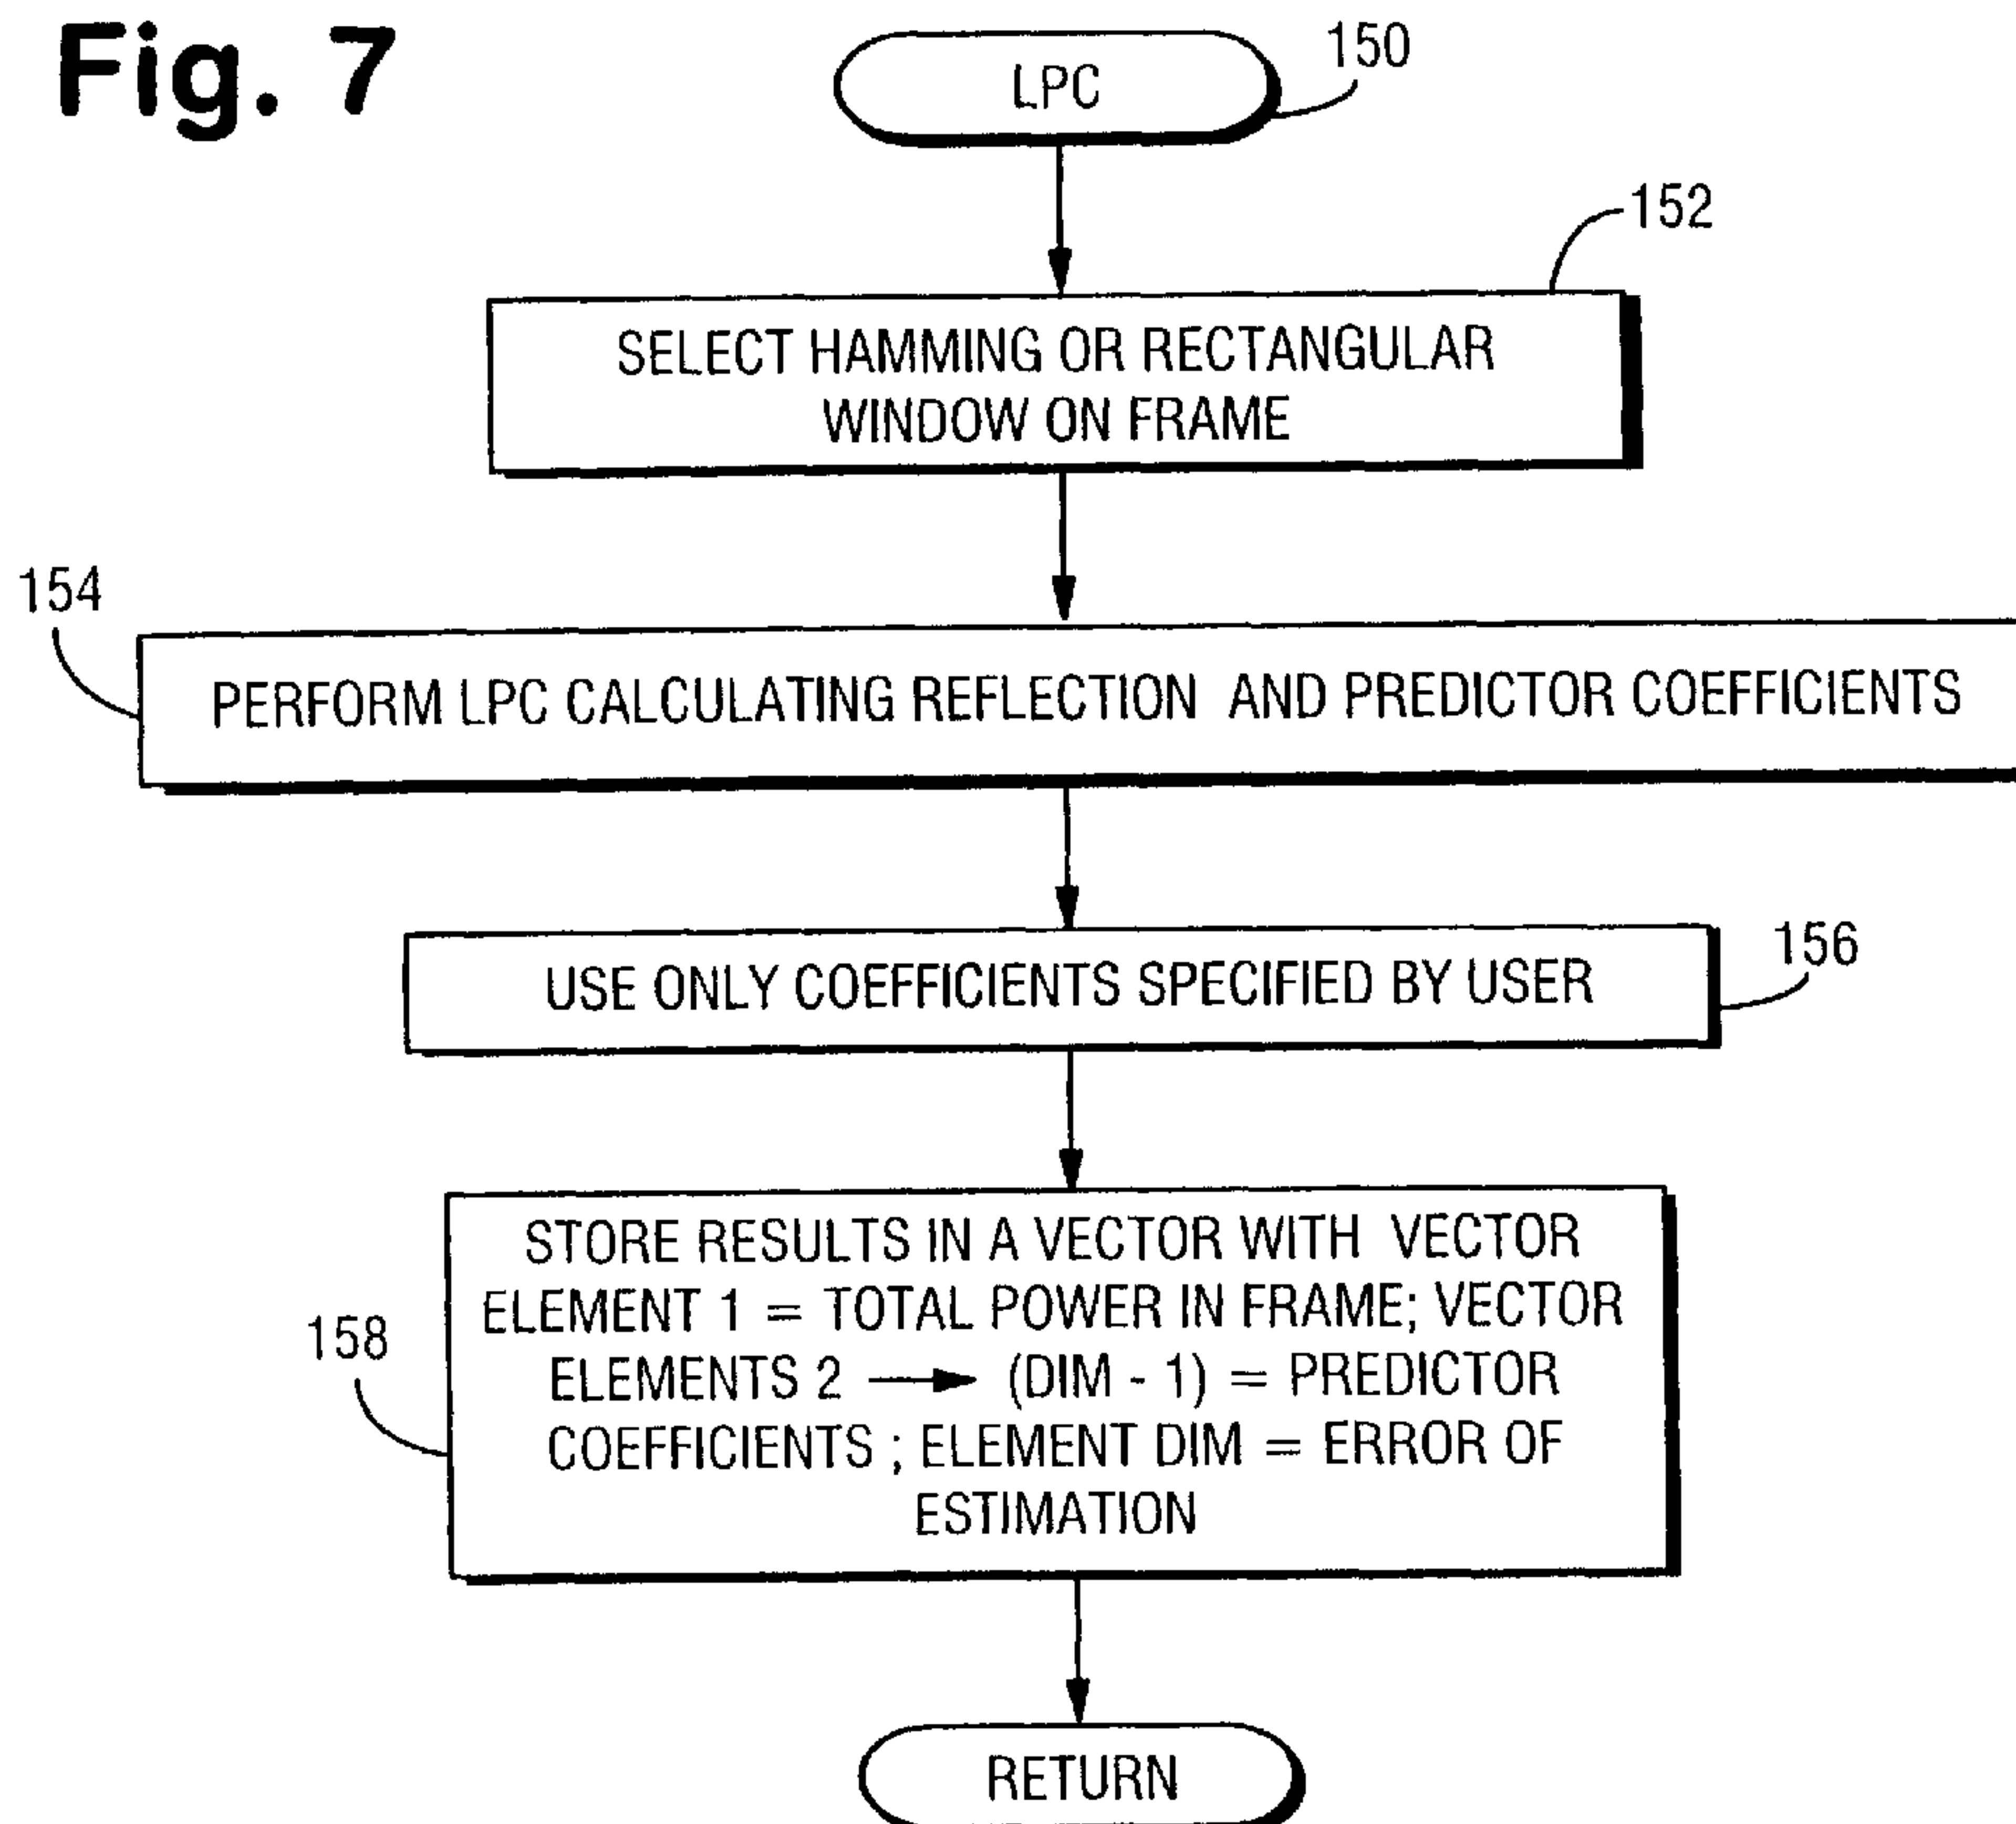 Fig. 7
LPC
150
152
SELECT HAMMING OR RECTANGULAR
WINDOW ON FRAME
154
PERFORM LPC CALCULATING REFLECTION AND PREDICTOR COEFFICIENTS
156
USE ONLY COEFFICIENTS SPECIFIED BY USER
158
STORE RESULTS IN A VECTOR WITH VECTOR
ELEMENT 1 = TOTAL POWER IN FRAME; VECTOR
ELEMENTS 2 → (DIM - 1) = PREDICTOR
COEFFICIENTS ; ELEMENT DIM = ERROR OF
ESTIMATION
RETURN